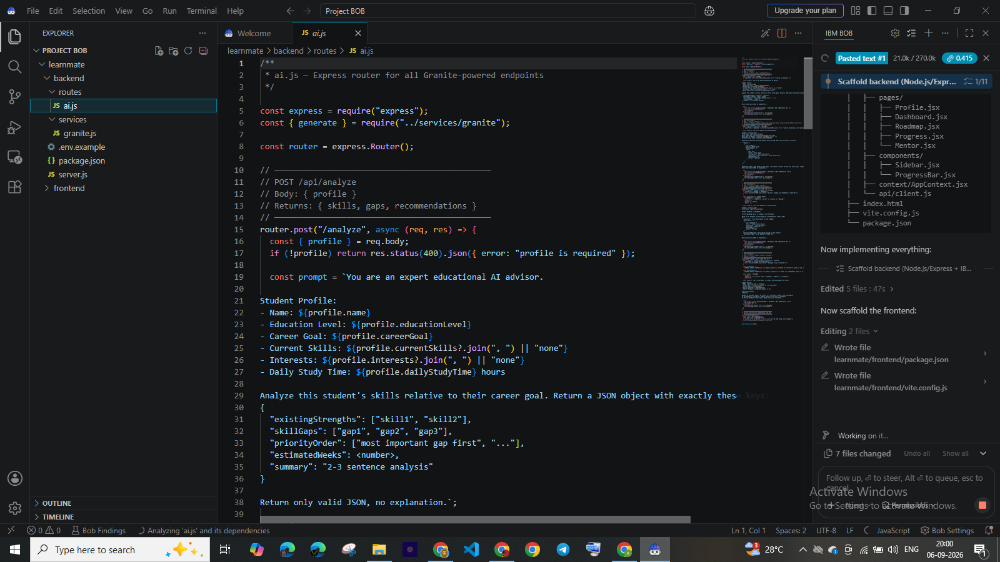 File Edit Selection View Go Run Terminal Help
Project BOB
Upgrade your plan
EXPLORER
PROJECT BOB
learnmate
backend
routes
JS ai.js
services
JS granite.js
.env.example
{} package.json
JS server.js
frontend
OUTLINE
TIMELINE
Welcome
JS ai.js
learnmate > backend > routes > JS ai.js
1 /**
2 * ai.js — Express router for all Granite-powered endpoints
3 */
4
5 const express = require("express");
6 const { generate } = require("../services/granite");
7
8 const router = express.Router();
9
10 // ──────────────────────────────
11 // POST /api/analyze
12 // Body: { profile }
13 // Returns: { skills, gaps, recommendations }
14 // ──────────────────────────────
15 router.post("/analyze", async (req, res) => {
16 const { profile } = req.body;
17 if (!profile) return res.status(400).json({ error: "profile is required" });
18
19 const prompt = `You are an expert educational AI advisor.
20
21 Student Profile:
22 - Name: ${profile.name}
23 - Education Level: ${profile.educationLevel}
24 - Career Goal: ${profile.careerGoal}
25 - Current Skills: ${profile.currentSkills?.join(", ") || "none"}
26 - Interests: ${profile.interests?.join(", ") || "none"}
27 - Daily Study Time: ${profile.dailyStudyTime} hours
28
29 Analyze this student's skills relative to their career goal. Return a JSON object with exactly these keys:
30 {
31 "existingStrengths": ["skill1", "skill2"],
32 "skillGaps": ["gap1", "gap2", "gap3"],
33 "priorityOrder": ["most important gap first", "..."],
34 "estimatedWeeks": <number>,
35 "summary": "2-3 sentence analysis"
36 }
37
38 Return only valid JSON, no explanation.`;
39
IBM BOB
Pasted text #1 21.0k / 270.0k 0.415
Scaffold backend (Node.js/Expr... 1/11
├── pages/
├── Profile.jsx
├── Dashboard.jsx
├── Roadmap.jsx
├── Progress.jsx
└── Mentor.jsx
├── components/
├── Sidebar.jsx
└── ProgressBar.jsx
├── context/AppContext.jsx
└── api/client.js
├── index.html
├── vite.config.js
└── package.json
Now implementing everything:
Scaffold backend (Node.js/Express + IB...
Edited 5 files : 47s >
Now scaffold the frontend:
Editing 2 files
Wrote file
learnmate/frontend/package.json
Wrote file
learnmate/frontend/vite.config.js
Working on it...
7 files changed Undo all Show all
Follow up, ⏎ to steer, Alt ⏎ to queue, esc to
cancel
Agent Permissions
Activate Windows
Go to Settings to activate Windows.
0 0 Bob Findings Analyzing 'ai.js' and its dependencies
Ln 1, Col 1 Spaces: 2 UTF-8 LF JavaScript Bob Settings
Type here to search
3 28°C ENG
20:00
06-09-2026
1